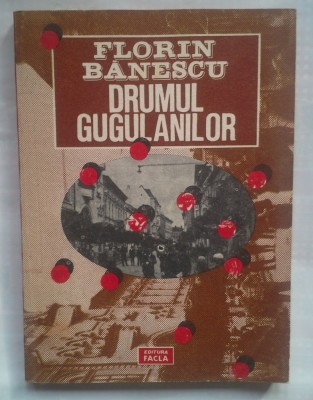 FLORIN
BĂNESCU
DRUMUL
GUGULANILOR
EDITURA
FACLA